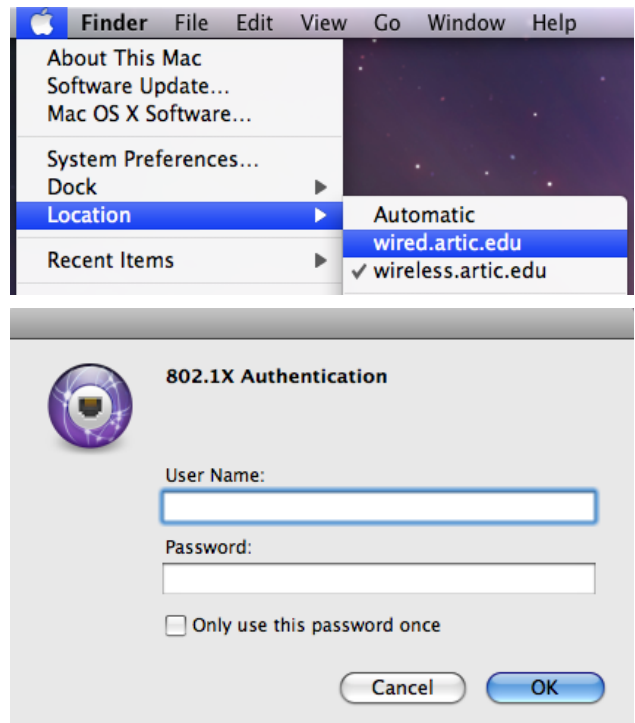 Finder File Edit View Go Window Help
About This Mac
Software Update...
Mac OS X Software...
System Preferences...
Dock
Location
Automatic
wired.artic.edu
Recent Items
✓ wireless.artic.edu
802.1X Authentication
User Name:
Password:
Only use this password once
Cancel OK